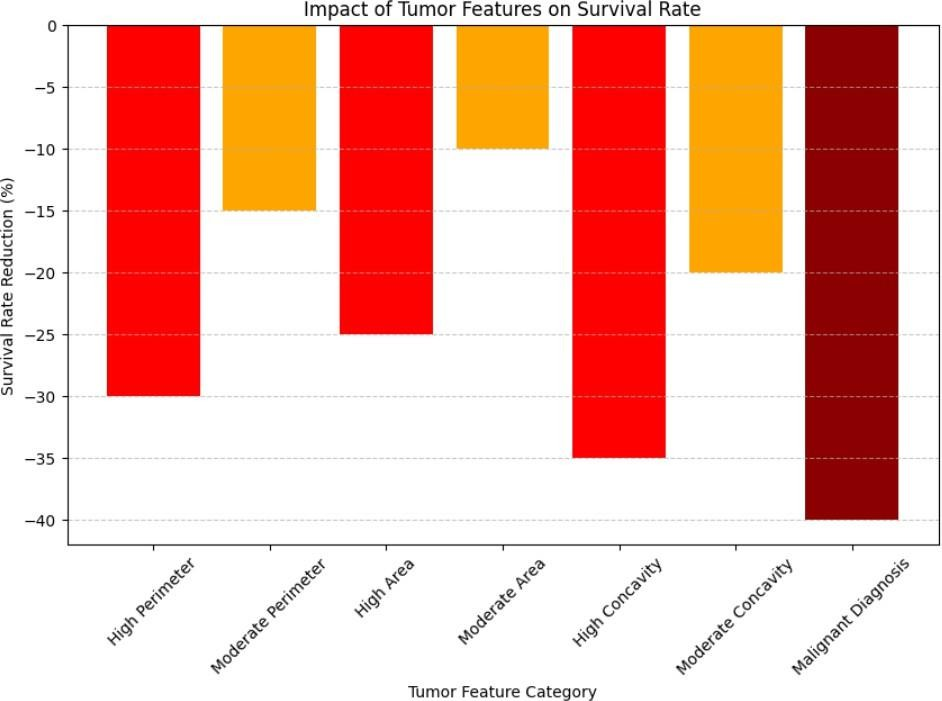 Impact of Tumor Features on Survival Rate
Survival Rate Reduction (%)
0
−5
−10
−15
−20
−25
−30
−35
−40
High Perimeter
Moderate Perimeter
High Area
Moderate Area
High Concavity
Moderate Concavity
Malignant Diagnosis
Tumor Feature Category